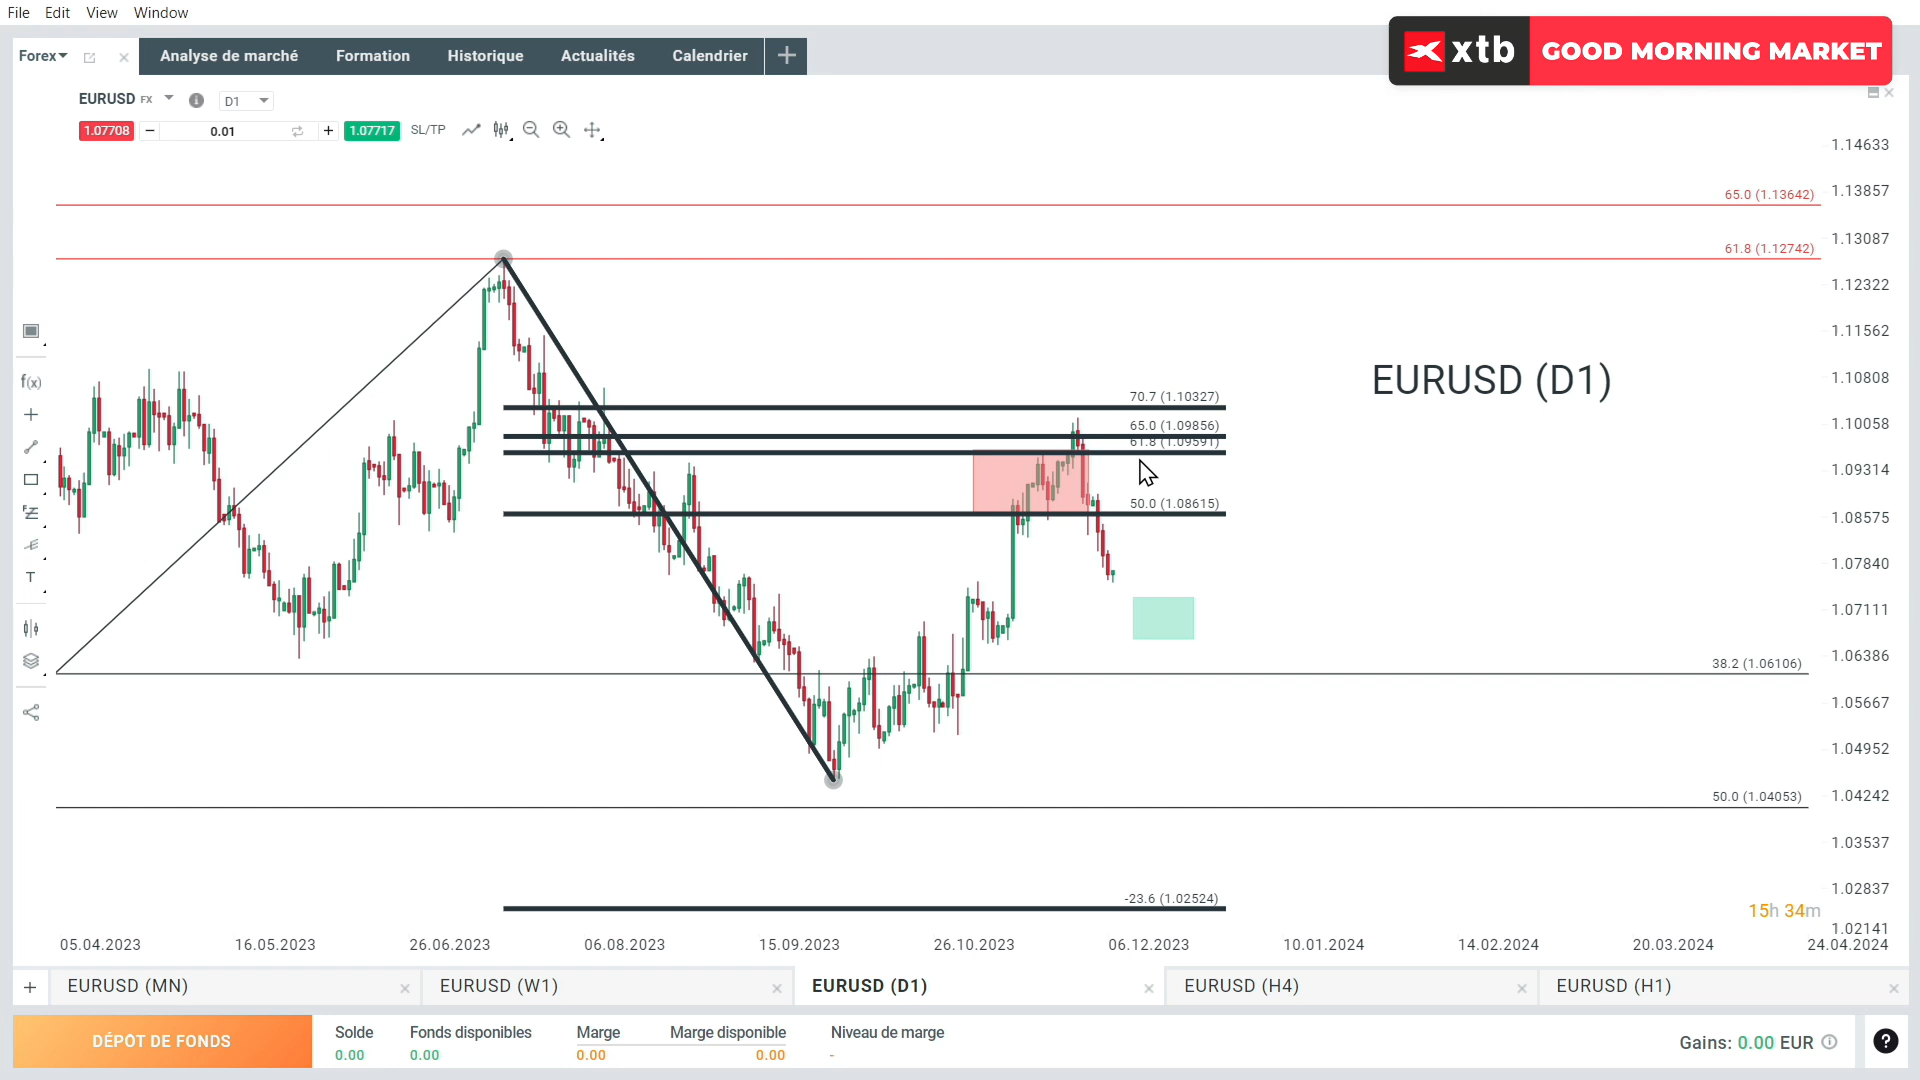 File Edit View Window
Forex Analyse de marché Formation Historique Actualités Calendrier +
xtb GOOD MORNING MARKET
EURUSD FX D1
1.07708 − 0.01 + 1.07717 SL/TP
1.14633
65.0 (1.13642) 1.13857
61.8 (1.12742) 1.13087
1.12322
1.11562
EURUSD (D1)
1.10808
70.7 (1.10327)
65.0 (1.09856) 1.10058
61.8 (1.09591)
1.09314
50.0 (1.08615) 1.08575
1.07840
1.07111
1.06386
38.2 (1.06106)
1.05667
1.04952
50.0 (1.04053) 1.04242
1.03537
-23.6 (1.02524) 1.02837
15h 34m
1.02141
f(x)
T
05.04.2023 16.05.2023 26.06.2023 06.08.2023 15.09.2023 26.10.2023 06.12.2023 10.01.2024 14.02.2024 20.03.2024 24.04.2024
+ EURUSD (MN) EURUSD (W1) EURUSD (D1) EURUSD (H4) EURUSD (H1)
DÉPÔT DE FONDS
Solde Fonds disponibles Marge Marge disponible Niveau de marge
0.00 0.00 0.00 0.00 -
Gains: 0.00 EUR ?